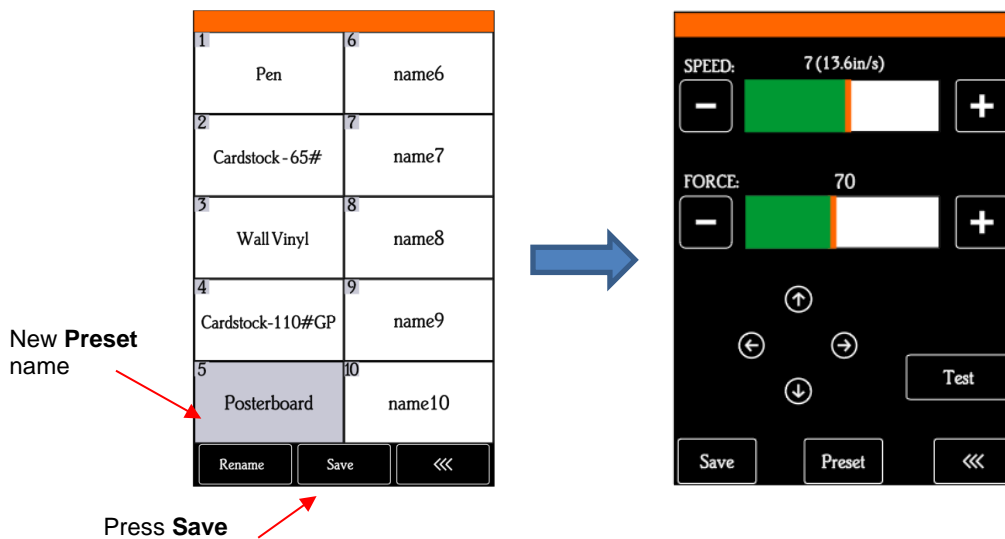 1
Pen
6
name6
2
Cardstock - 65#
7
name7
3
Wall Vinyl
8
name8
4
Cardstock-110#GP
9
name9
5
Posterboard
10
name10
Rename
Save
<<<
New Preset
name
Press Save
SPEED:
7 (13.6in/s)
−
+
FORCE:
70
−
+
Test
Save
Preset
<<<